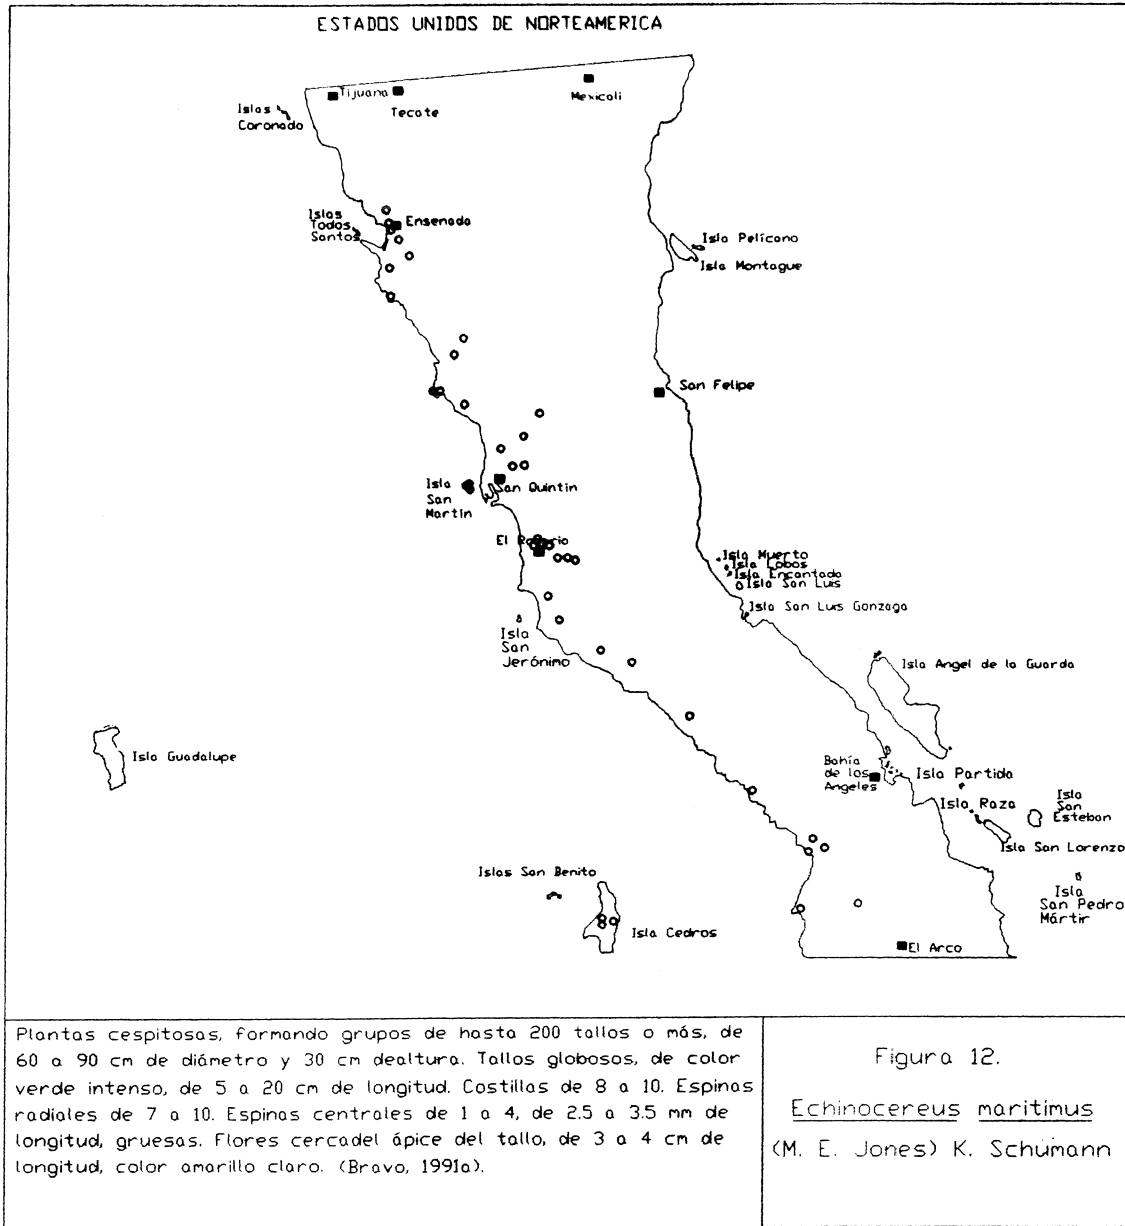 ESTADOS UNIDOS DE NORTEAMERICA
Tijuana
Tecate
Mexicali
Islas
Coronado
Islas
Todos
Santos
Ensenada
Isla Pelícano
Isla Montague
San Felipe
Isla
San
Martín
San Quintín
El Rosario
Isla Muerto
Isla Lobos
Isla Encantada
Isla San Luis
Isla San Luis Gonzaga
Isla
San
Jerónimo
Isla Angel de la Guarda
Isla Guadalupe
Bahía
de los
Angeles
Isla Partida
Isla Raza
Isla
San
Esteban
Isla San Lorenzo
Islas San Benito
Isla Cedros
Isla
San Pedro
Mártir
El Arco
Plantas cespitosas, formando grupos de hasta 200 tallos o más, de
60 a 90 cm de diámetro y 30 cm dealtura. Tallos globosos, de color
verde intenso, de 5 a 20 cm de longitud. Costillas de 8 a 10. Espinas
radiales de 7 a 10. Espinas centrales de 1 a 4, de 2.5 a 3.5 mm de
longitud, gruesas. Flores cercadel ápice del tallo, de 3 a 4 cm de
longitud, color amarillo claro. (Bravo, 1991a).
Figura 12.
Echinocereus maritimus
(M. E. Jones) K. Schumann